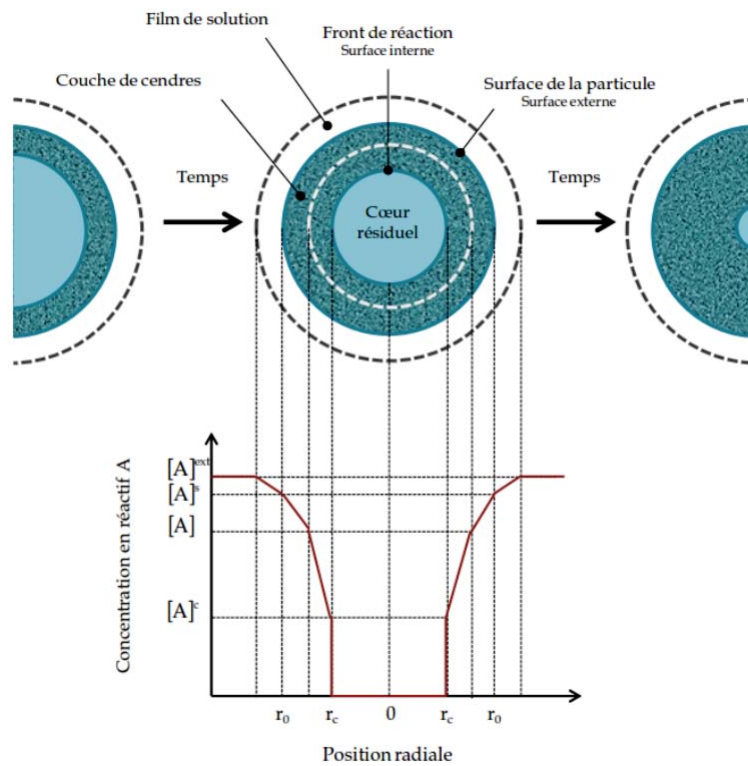 Film de solution
Front de réaction
Surface interne
Couche de cendres
Surface de la particule
Surface externe
Temps
Cœur
résiduel
Temps
Concentration en réactif A
[A]ext
[A]s
[A]
[A]c
r0
rc
0
rc
r0
Position radiale